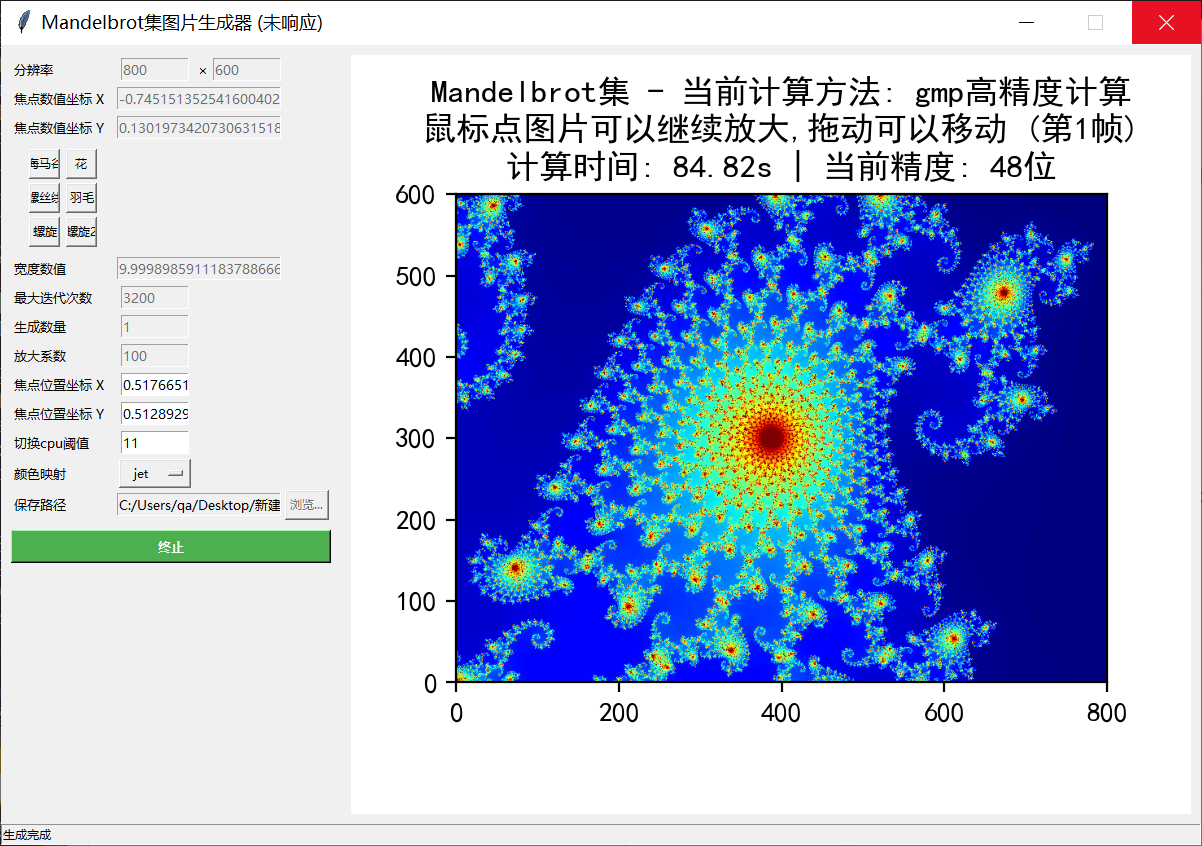 Mandelbrot集图片生成器 (未响应)
分辨率 800 × 600
焦点数值坐标 X -0.745151352541600402
焦点数值坐标 Y 0.1301973420730631518
海马谷 花
螺丝线 羽毛
螺旋 螺旋2
宽度数值 9.9998985911183788666
最大迭代次数 3200
生成数量 1
放大系数 100
焦点位置坐标 X 0.5176651
焦点位置坐标 Y 0.5128929
切换cpu阈值 11
颜色映射 jet
保存路径 C:/Users/qa/Desktop/新建 浏览...
终止
Mandelbrot集 - 当前计算方法: gmp高精度计算
鼠标点图片可以继续放大,拖动可以移动 (第1帧)
计算时间: 84.82s | 当前精度: 48位
600
500
400
300
200
100
0
0 200 400 600 800
生成完成